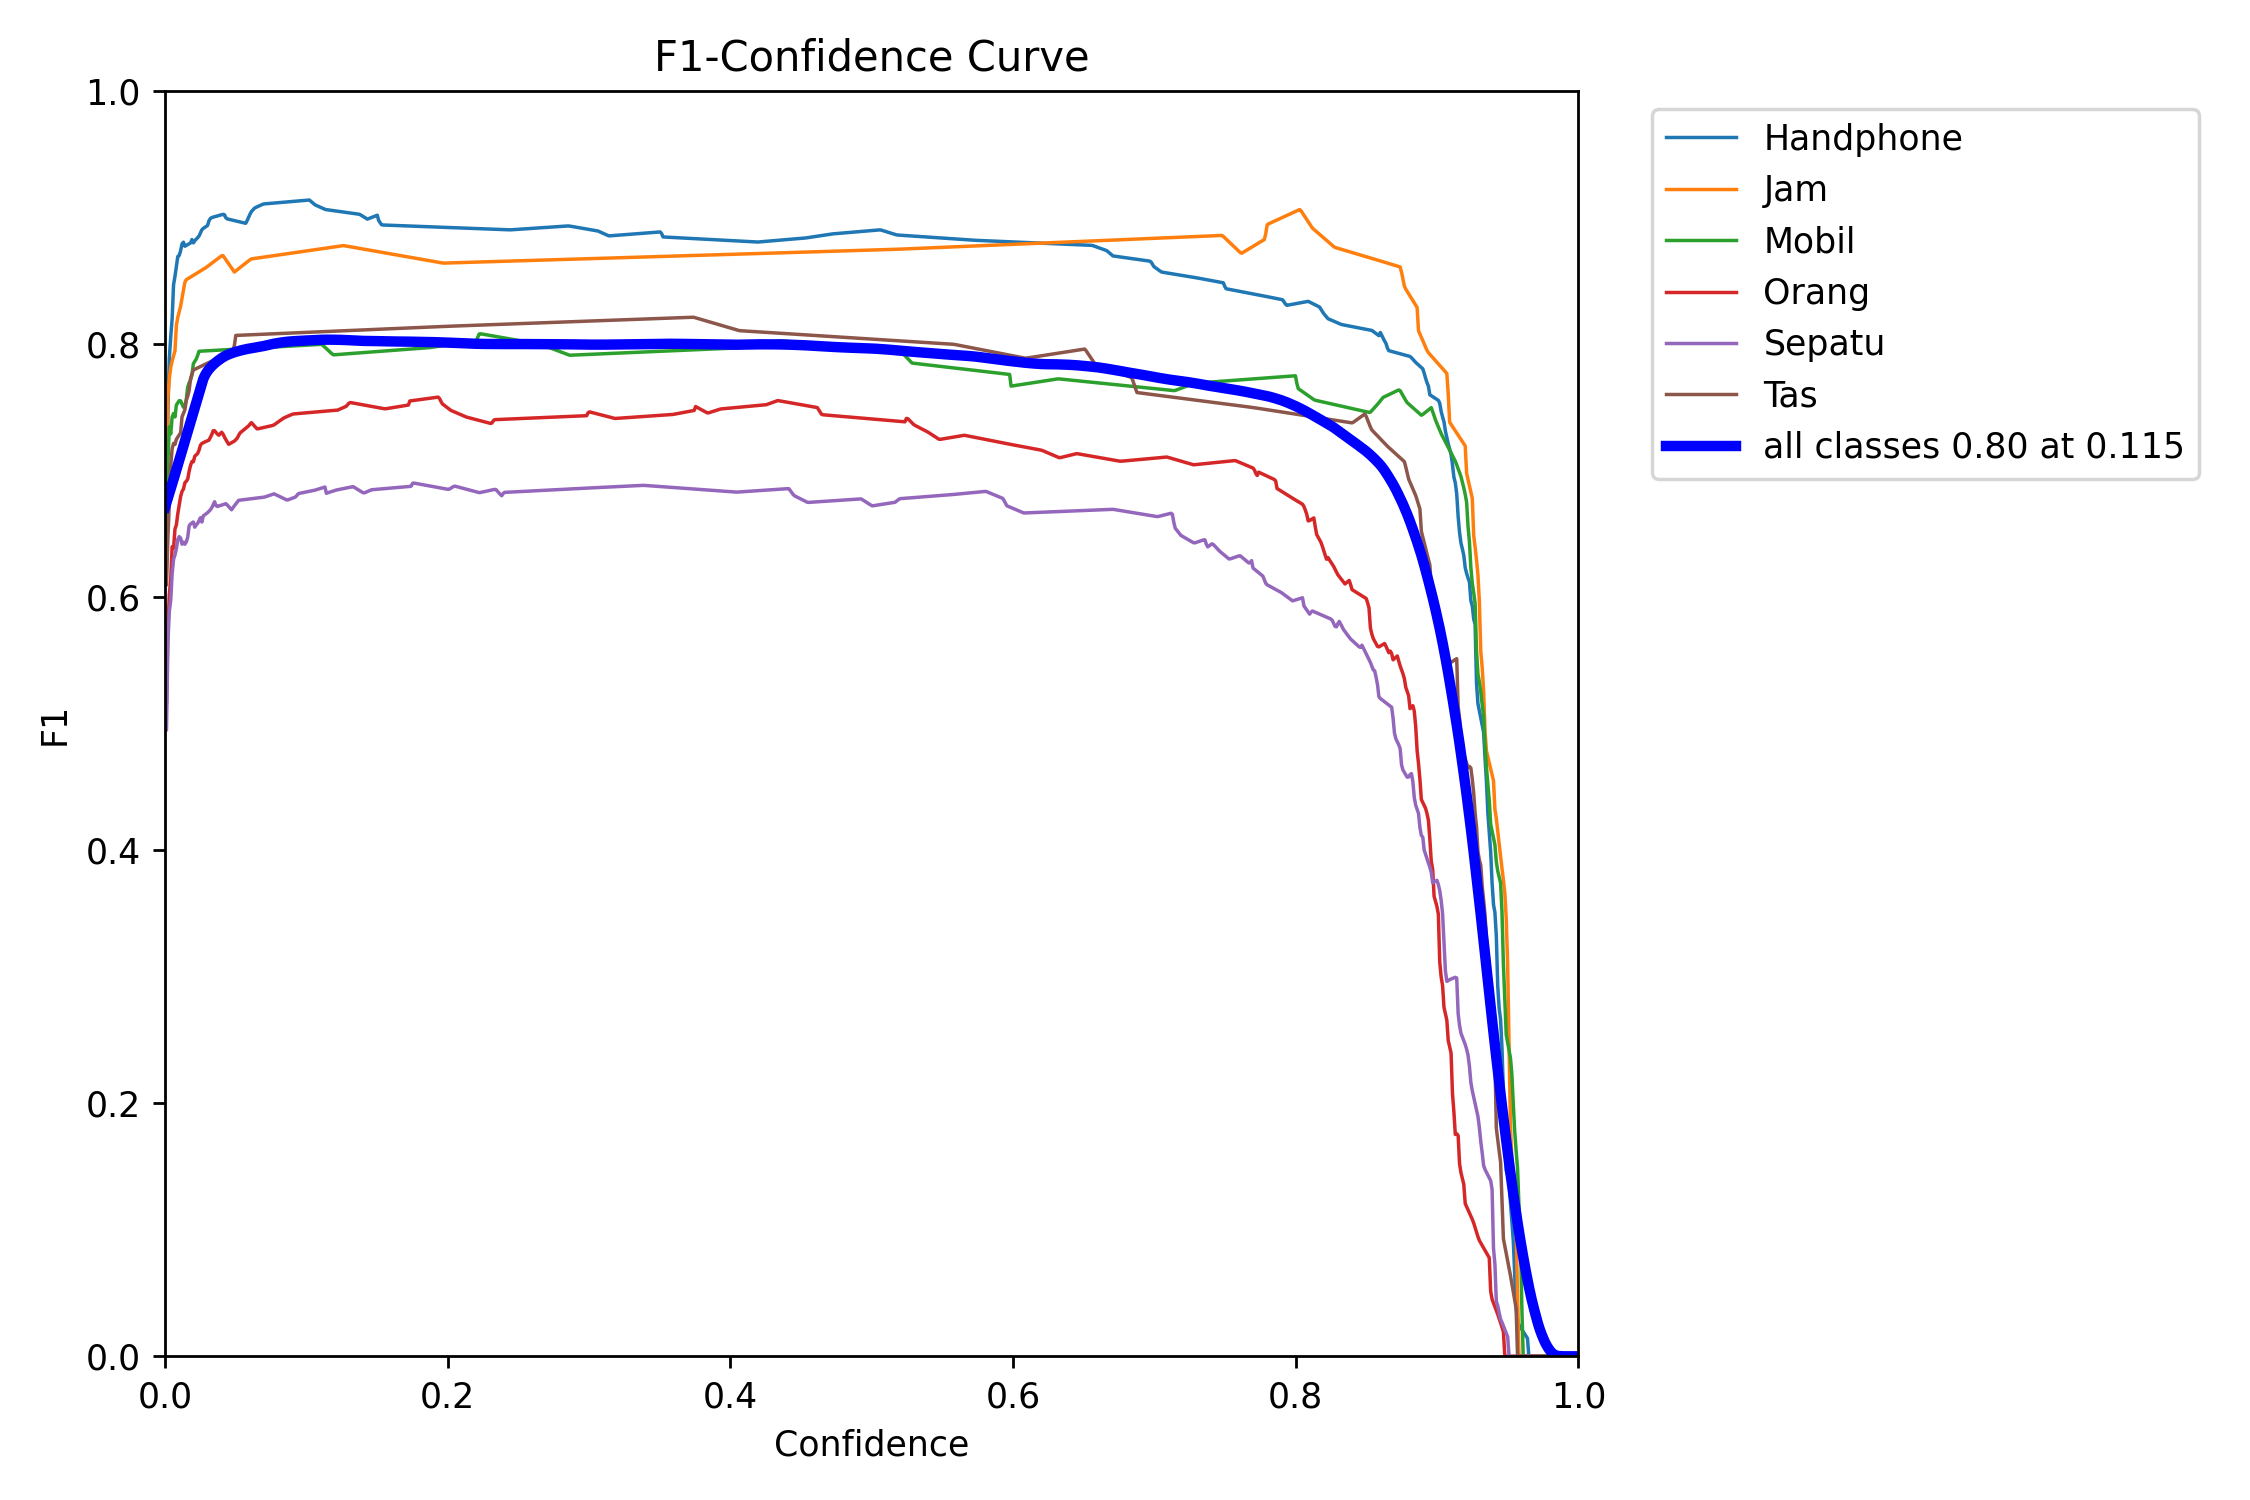 F1-Confidence Curve
1.0
0.8
0.6
0.4
0.2
0.0
F1
0.0 0.2 0.4 0.6 0.8 1.0
Confidence
Handphone
Jam
Mobil
Orang
Sepatu
Tas
all classes 0.80 at 0.115